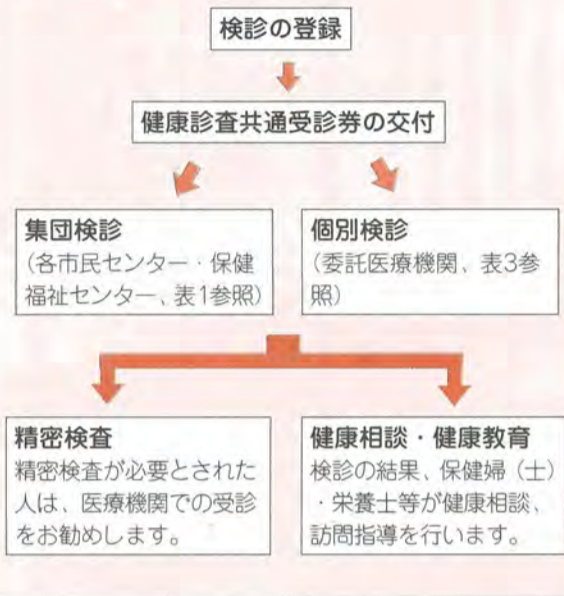 検診の登録
健康診査共通受診券の交付
集団検診
(各市民センター・保健
福祉センター、表1参照)
個別検診
(委託医療機関、表3参
照)
精密検査
精密検査が必要とされた
人は、医療機関での受診
をお勧めします。
健康相談・健康教育
検診の結果、保健婦(士)
・栄養士等が健康相談、
訪問指導を行います。